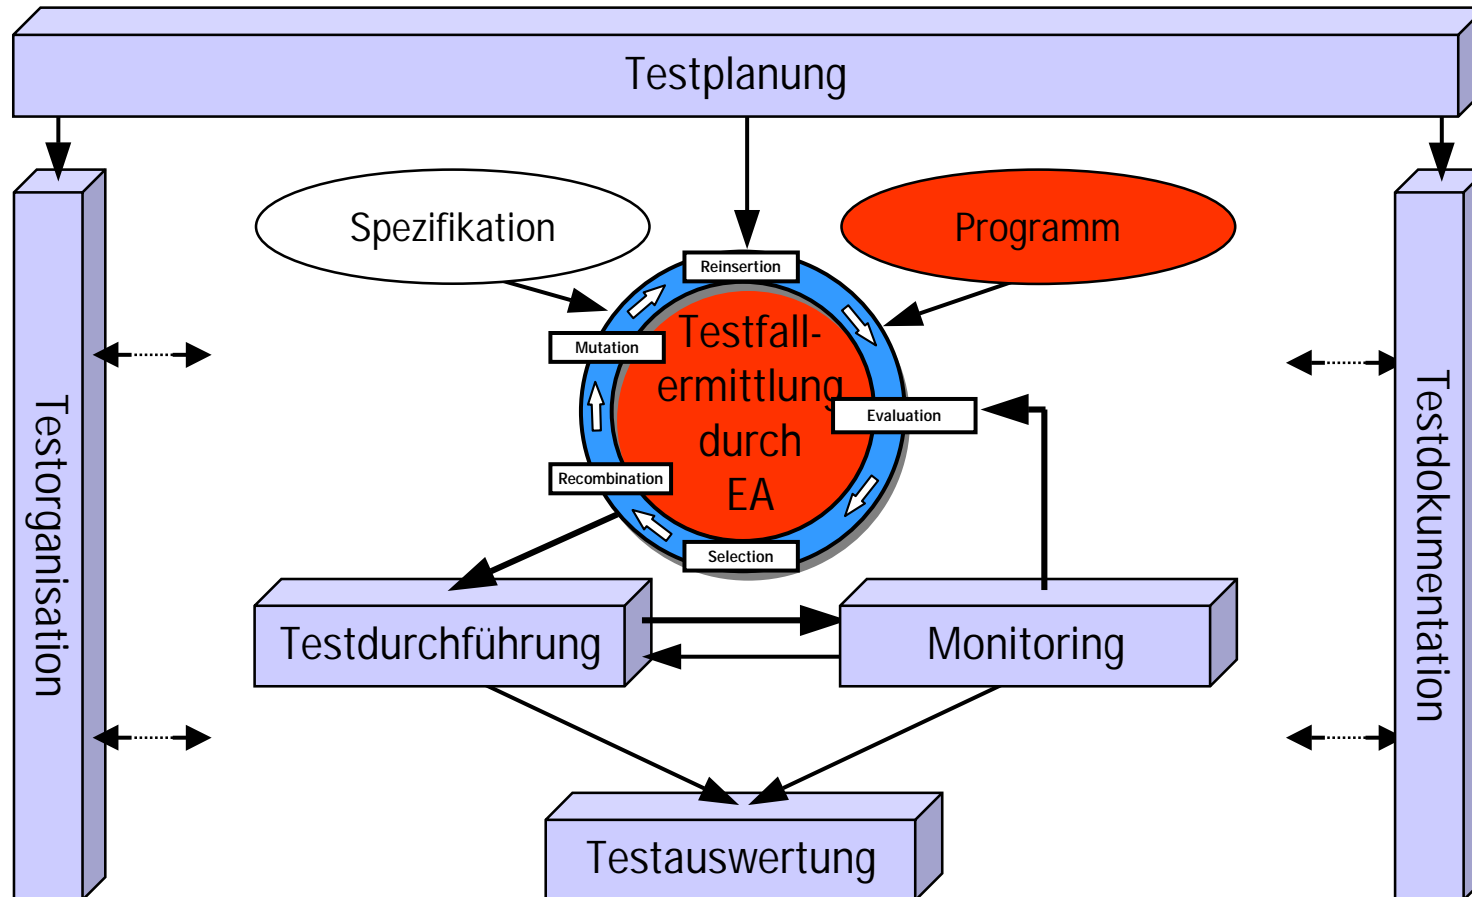 Testplanung
Spezifikation
Programm
Reinsertion
Mutation
Testfall-
ermittlung
durch
EA
Evaluation
Recombination
Selection
Testorganisation
Testdokumentation
Testdurchführung
Monitoring
Testauswertung